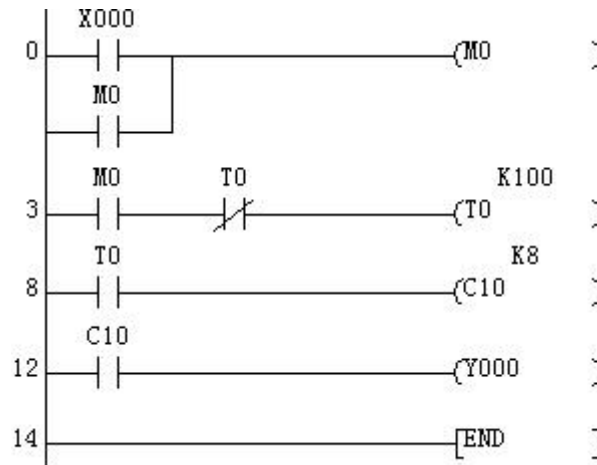 X000
0 (M0 )
M0
M0 T0 K100
3 (T0 )
T0 K8
8 (C10 )
C10
12 (Y000 )
14 [END ]